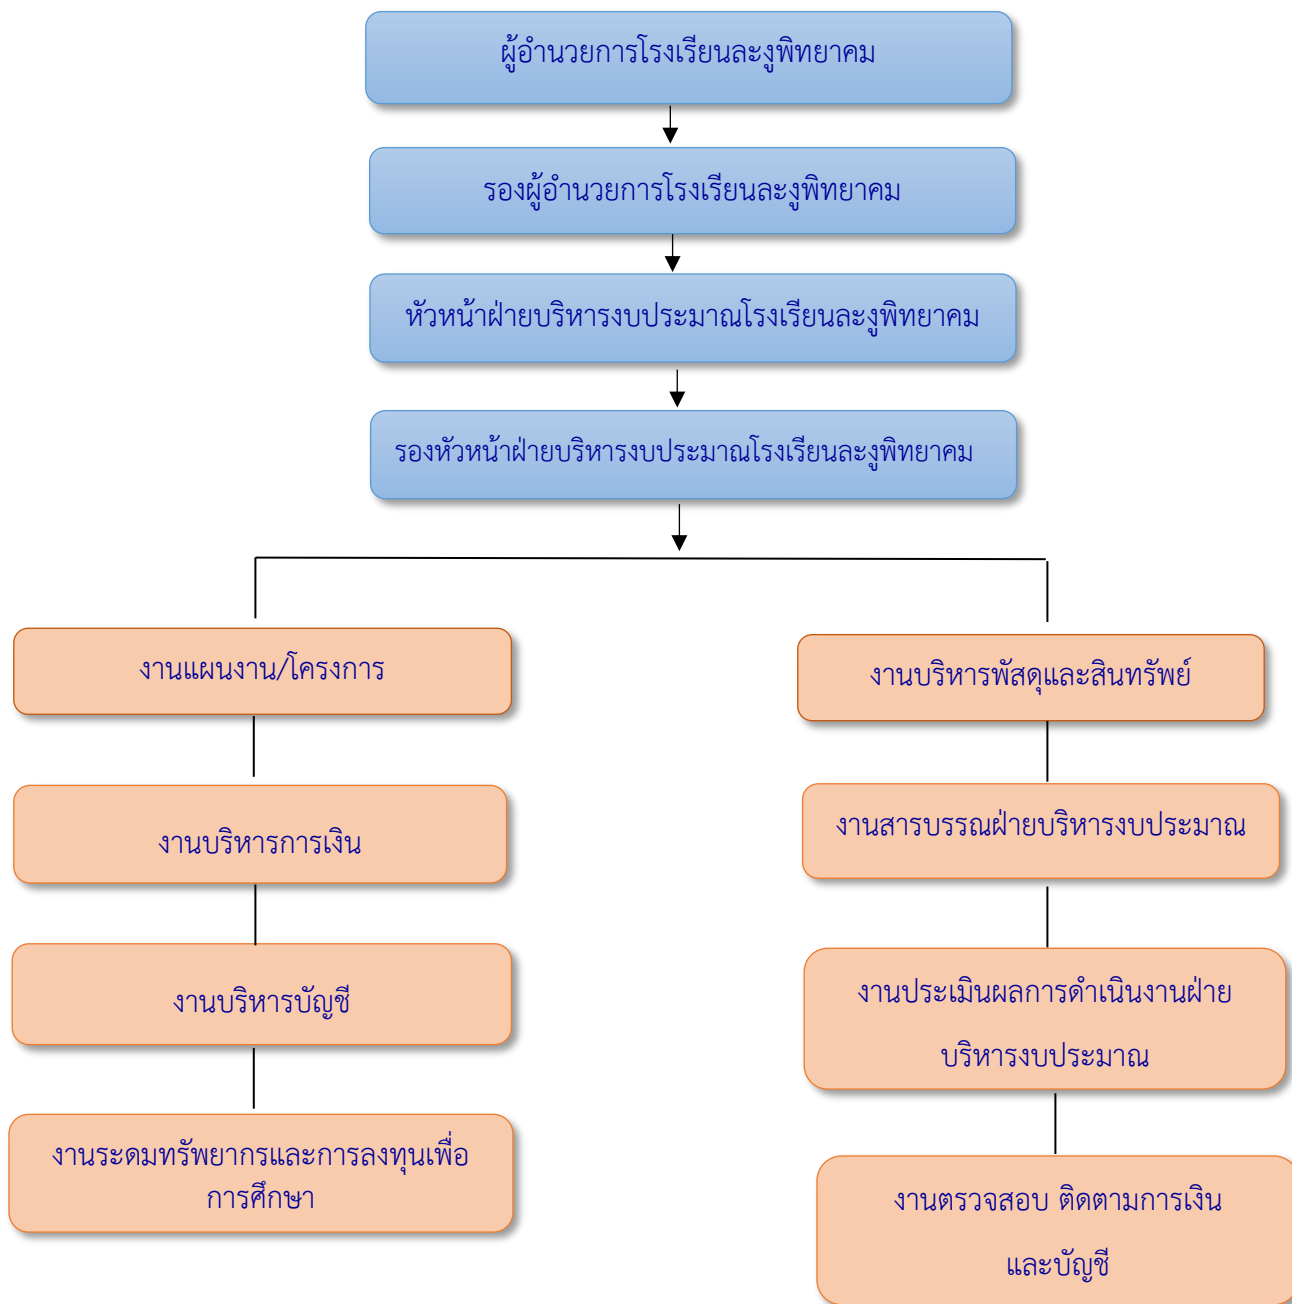 ผู้อำนวยการโรงเรียนละงูพิทยาคม
รองผู้อำนวยการโรงเรียนละงูพิทยาคม
หัวหน้าฝ่ายบริหารงบประมาณโรงเรียนละงูพิทยาคม
รองหัวหน้าฝ่ายบริหารงบประมาณโรงเรียนละงูพิทยาคม
งานแผนงาน/โครงการ
งานบริหารการเงิน
งานบริหารบัญชี
งานระดมทรัพยากรและการลงทุนเพื่อ
การศึกษา
งานบริหารพัสดุและสินทรัพย์
งานสารบรรณฝ่ายบริหารงบประมาณ
งานประเมินผลการดำเนินงานฝ่าย
บริหารงบประมาณ
งานตรวจสอบ ติดตามการเงิน
และบัญชี